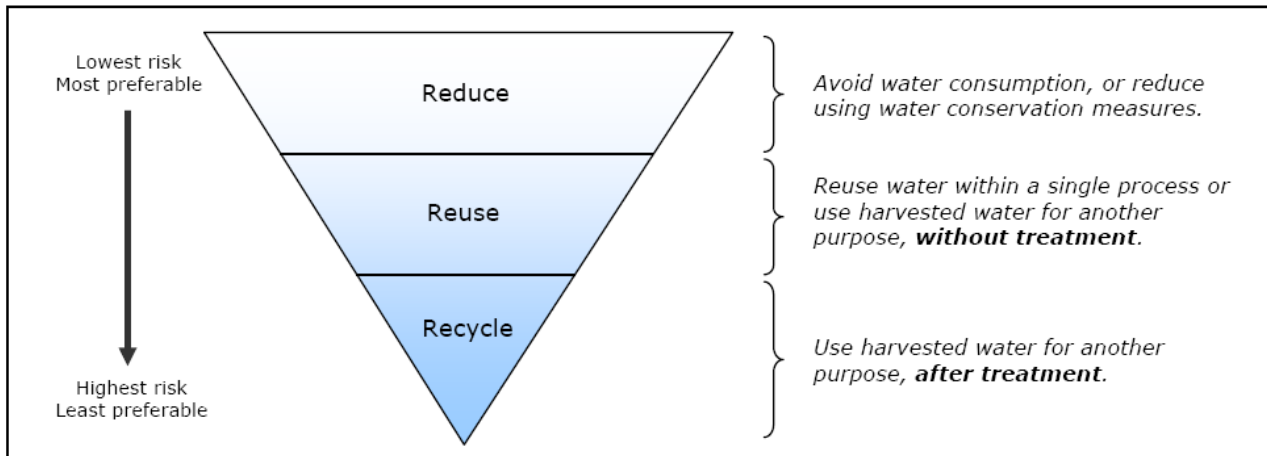 Lowest risk
Most preferable
Reduce
Avoid water consumption, or reduce
using water conservation measures.
Reuse
Reuse water within a single process or
use harvested water for another
purpose, without treatment.
Recycle
Use harvested water for another
purpose, after treatment.
Highest risk
Least preferable